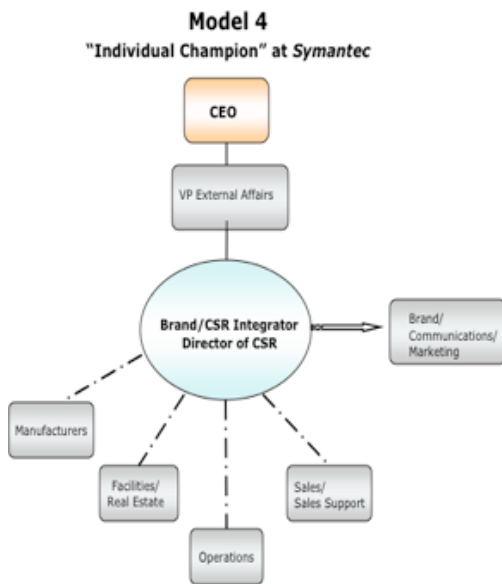 Model 4
"Individual Champion" at Symantec
CEO
VP External Affairs
Brand/CSR Integrator
Director of CSR
Brand/
Communications/
Marketing
Manufacturers
Facilities/
Real Estate
Sales/
Sales Support
Operations